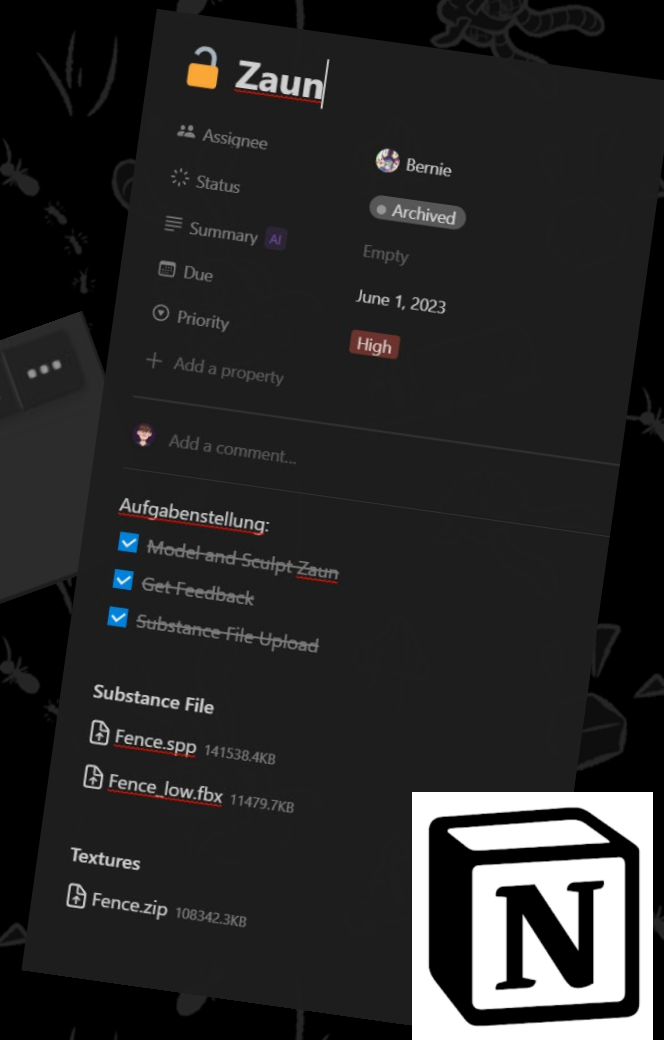 Zaun
Assignee Bernie
Status Archived
Summary AI Empty
Due June 1, 2023
Priority High
Add a property
Add a comment...
Aufgabenstellung:
Model and Sculpt Zaun
Get Feedback
Substance File Upload
Substance File
Fence.spp 141538.4KB
Fence_low.fbx 11479.7KB
Textures
Fence.zip 108342.3KB
N